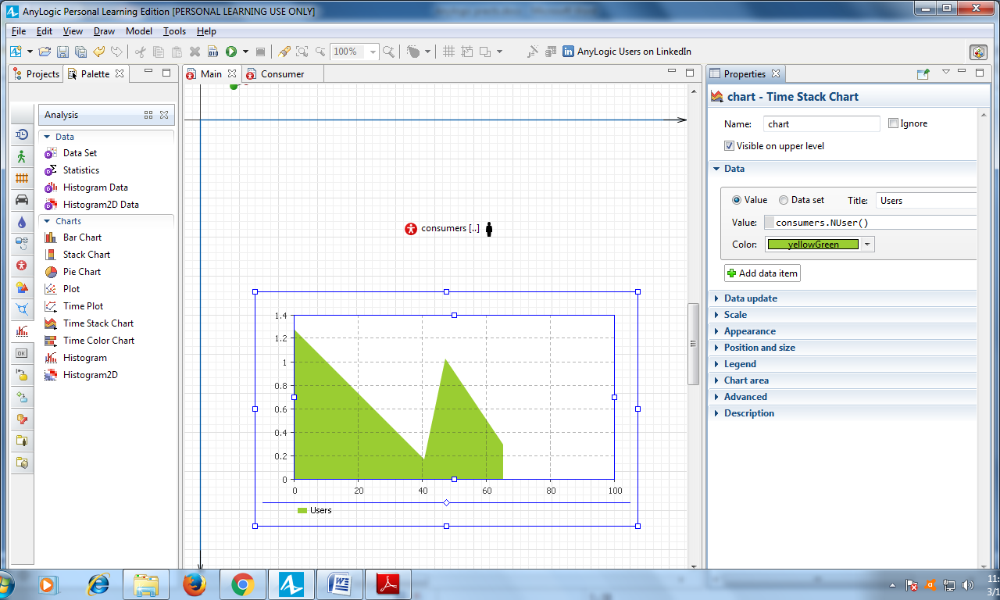 AnyLogic Personal Learning Edition [PERSONAL LEARNING USE ONLY]
File Edit View Draw Model Tools Help
100% AnyLogic Users on LinkedIn
Projects Palette Main Consumer Properties
Analysis
Data
Data Set
Statistics
Histogram Data
Histogram2D Data
Charts
Bar Chart
Stack Chart
Pie Chart
Plot
Time Plot
Time Stack Chart
Time Color Chart
Histogram
Histogram2D
OK
consumers [..]
1.4
1.2
1
0.8
0.6
0.4
0.2
0
0 20 40 60 80 100
Users
chart - Time Stack Chart
Name: chart Ignore
Visible on upper level
Data
Value Data set Title: Users
Value: consumers.NUser()
Color: yellowGreen
Add data item
Data update
Scale
Appearance
Position and size
Legend
Chart area
Advanced
Description
11:
3/1